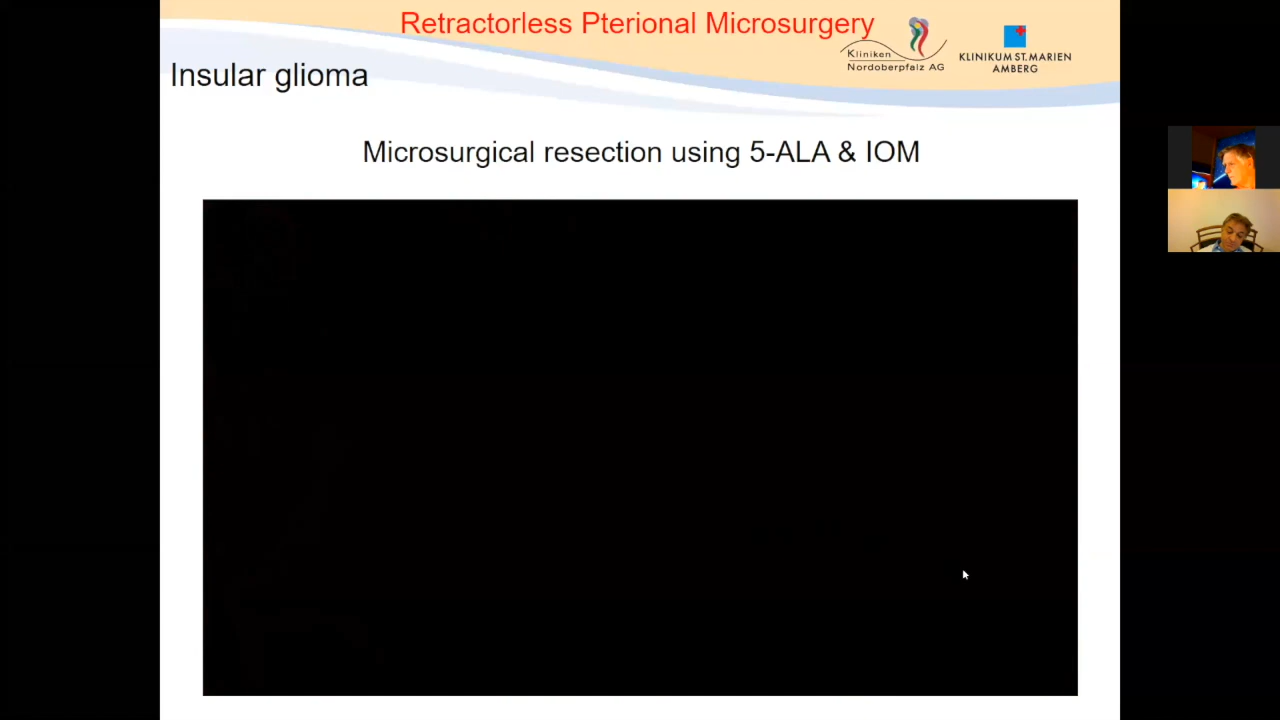 Retractorless Pterional Microsurgery
Kliniken
Nordoberpfalz AG
KLINIKUM ST. MARIEN
AMBERG
Insular glioma
Microsurgical resection using 5-ALA & IOM